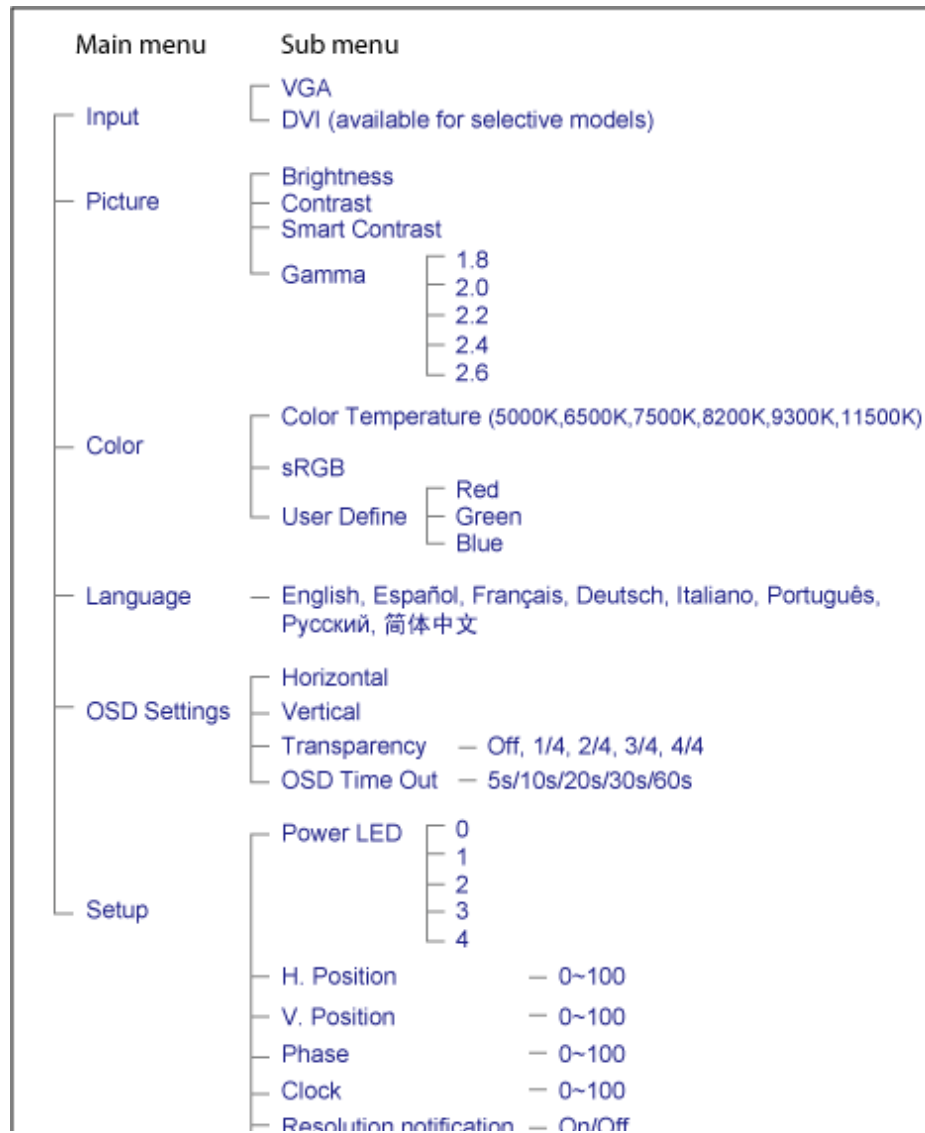 Main menu Sub menu
VGA
Input DVI (available for selective models)
Brightness
Picture Contrast
Smart Contrast
Gamma 1.8
2.0
2.2
2.4
2.6
Color Temperature (5000K,6500K,7500K,8200K,9300K,11500K)
Color
sRGB
Red
User Define Green
Blue
Language — English, Español, Français, Deutsch, Italiano, Português,
Русский, 简体中文
Horizontal
OSD Settings Vertical
Transparency — Off, 1/4, 2/4, 3/4, 4/4
OSD Time Out — 5s/10s/20s/30s/60s
Power LED 0
1
2
Setup 3
4
H. Position — 0~100
V. Position — 0~100
Phase — 0~100
Clock — 0~100
Resolution notification — On/Off